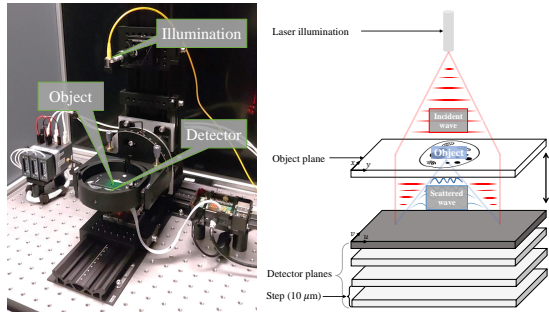 Illumination
Object
Detector
Laser illumination
Incident
wave
Object plane
Object
x
y
Scattered
wave
v
u
Detector planes
Step (10 μm)